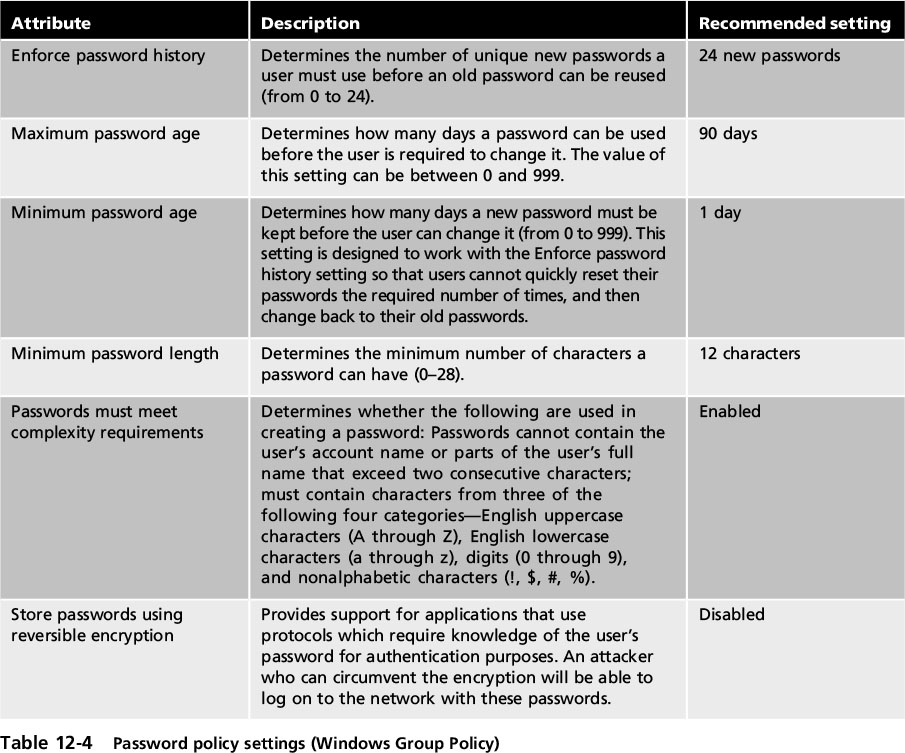 Attribute Description Recommended setting
Enforce password history Determines the number of unique new passwords a 24 new passwords
user must use before an old password can be reused
(from 0 to 24).
Maximum password age Determines how many days a password can be used 90 days
before the user is required to change it. The value of
this setting can be between 0 and 999.
Minimum password age Determines how many days a new password must be 1 day
kept before the user can change it (from 0 to 999). This
setting is designed to work with the Enforce password
history setting so that users cannot quickly reset their
passwords the required number of times, and then
change back to their old passwords.
Minimum password length Determines the minimum number of characters a 12 characters
password can have (0–28).
Passwords must meet Determines whether the following are used in Enabled
complexity requirements creating a password: Passwords cannot contain the
user's account name or parts of the user's full
name that exceed two consecutive characters;
must contain characters from three of the
following four categories—English uppercase
characters (A through Z), English lowercase
characters (a through z), digits (0 through 9),
and nonalphabetic characters (!, $, #, %).
Store passwords using Provides support for applications that use Disabled
reversible encryption protocols which require knowledge of the user's
password for authentication purposes. An attacker
who can circumvent the encryption will be able to
log on to the network with these passwords.
Table 12-4 Password policy settings (Windows Group Policy)